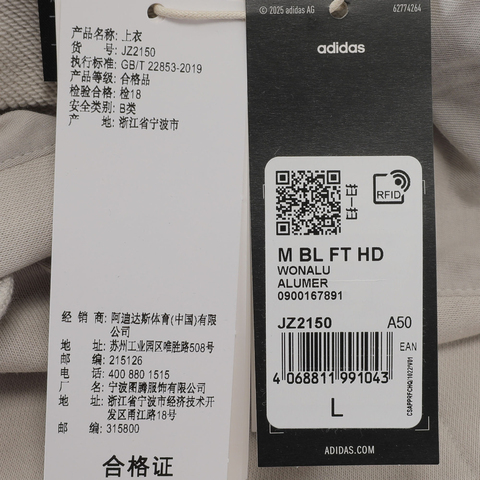 产品名称: 上衣
货 号: JZ2150
执行标准: GB/T 22853-2019
产品等级: 合格品
检验合格: 检18
安全类别: B类
产 地: 浙江省宁波市
经 销 商: 阿迪达斯体育(中国)有限
公司
地 址: 苏州工业园区唯胜路508号
邮 编: 215126
电 话: 400 880 1515
厂 名: 宁波图腾服饰有限公司
地 址: 浙江省宁波市经济技术开
发区甬江路18号
邮 编: 315800
合格证
© 2025 adidas AG
62774264
adidas
RFID
M BL FT HD
WONALU
ALUMER
0900167891
JZ2150 A50
EAN
4 068811 991043
L
ADIDAS.COM